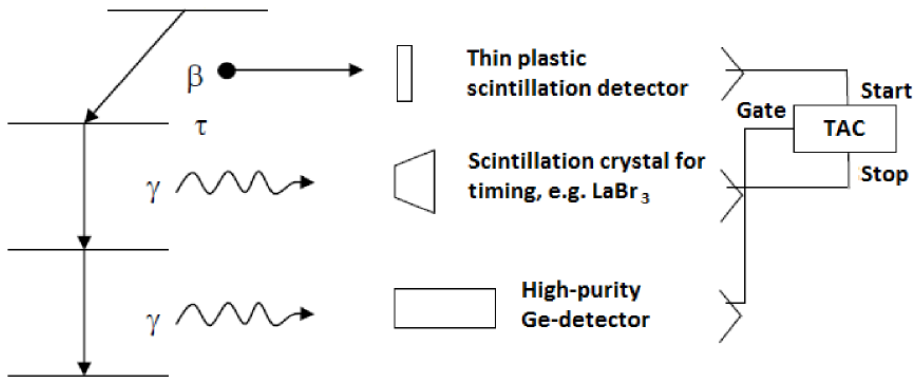 β
Thin plastic
scintillation detector
Start
Gate
TAC
τ
γ
Scintillation crystal for
timing, e.g. LaBr₃
Stop
γ
High-purity
Ge-detector